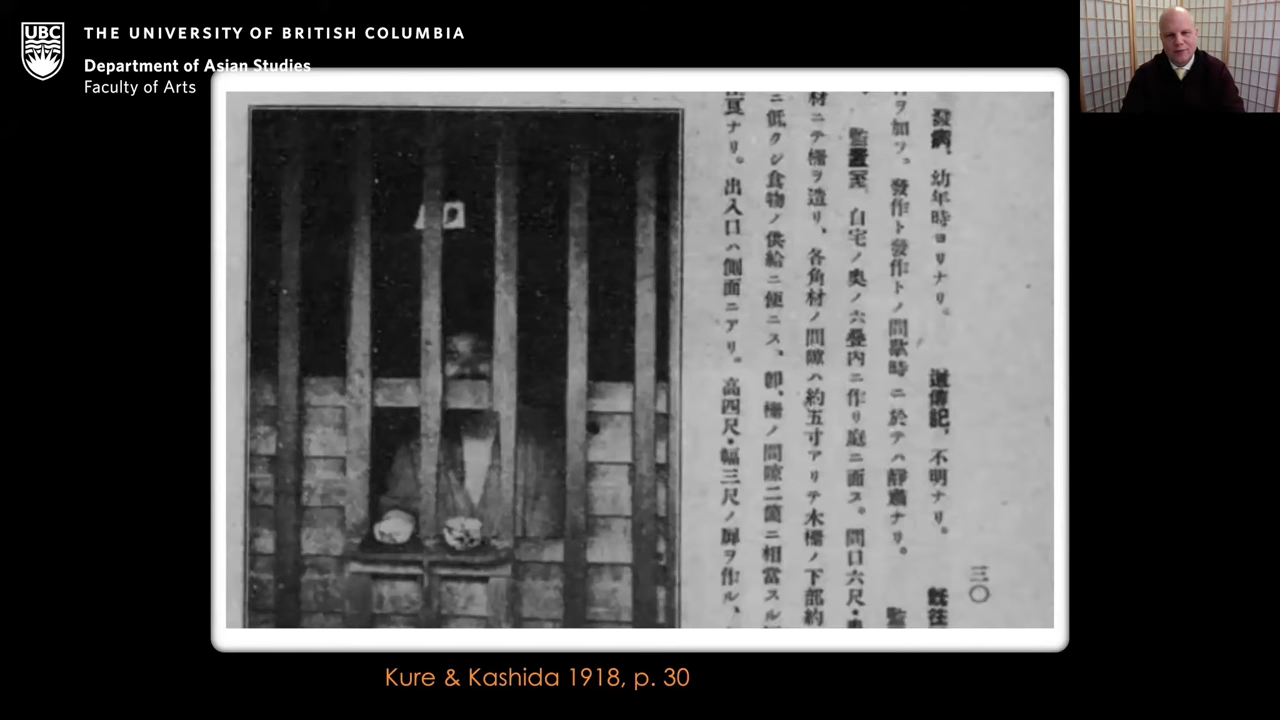 UBC
THE UNIVERSITY OF BRITISH COLUMBIA
Department of Asian Studies
Faculty of Arts
發病、幼年時ヨリナリ。 遺傳記、不明ナリ。 既往
ヲ加フ。發作ト發作トノ間歇時ニ於テハ靜肅ナリ。 監
監置室、自宅ノ奥ノ六疊内ニ作リ庭ニ面ス。間口六尺・
材ニテ柵ヲ造リ、各角材ノ間隙ハ約五寸アリテ木柵ノ下部約
ニ低クシ食物ノ供給ニ便ニス、卽、柵ノ間隙二箇ニ相當スル
ナリ。出入口ハ側面ニアリ。高四尺・幅三尺ノ扉ヲ作ル、
三〇
Kure & Kashida 1918, p. 30